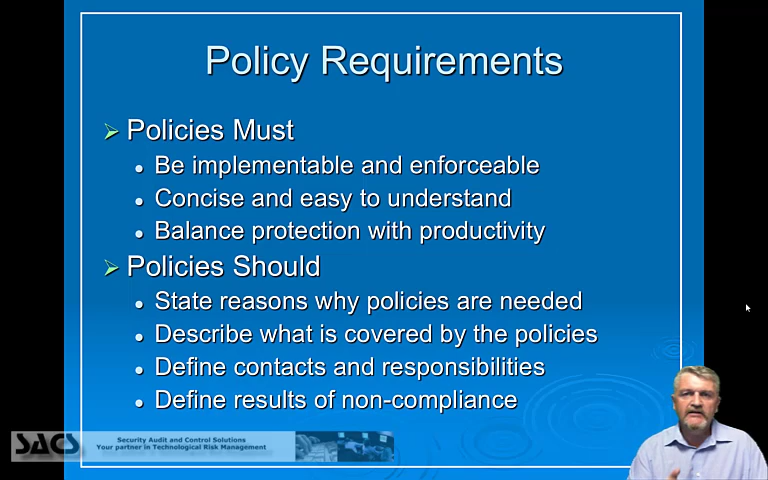 Policy Requirements
Policies Must
Be implementable and enforceable
Concise and easy to understand
Balance protection with productivity
Policies Should
State reasons why policies are needed
Describe what is covered by the policies
Define contacts and responsibilities
Define results of non-compliance
SACS
Security Audit and Control Solutions
Your partner in Technological Risk Management